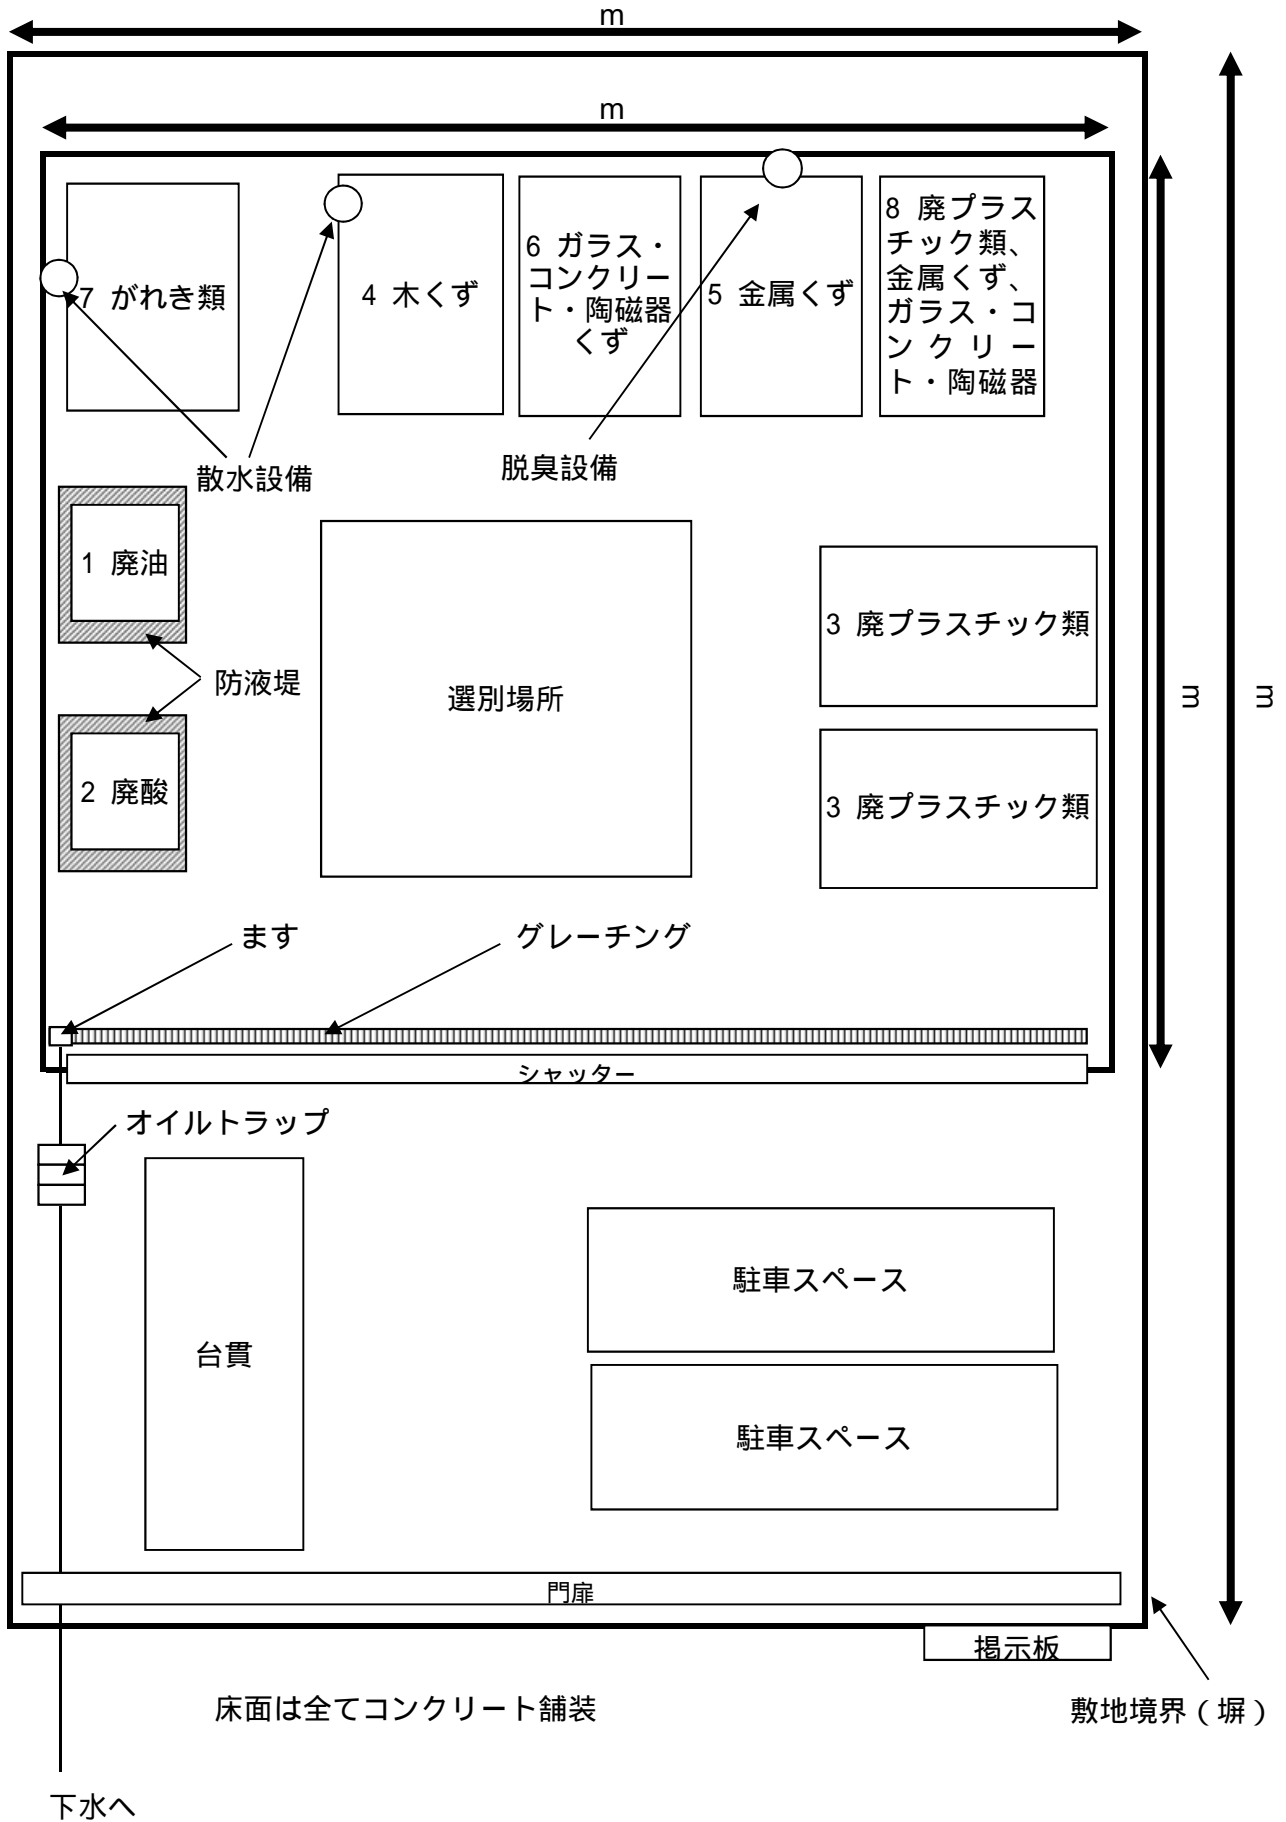 m
m
7 がれき類
4 木くず
6 ガラス・
コンクリー
ト・陶磁器
くず
5 金属くず
8 廃プラス
チック類、
金属くず、
ガラス・コ
ンクリー
ト・陶磁器
散水設備
脱臭設備
1 廃油
防液堤
2 廃酸
選別場所
3 廃プラスチック類
3 廃プラスチック類
m
m
ます
グレーチング
シャッター
オイルトラップ
台貫
駐車スペース
駐車スペース
門扉
掲示板
敷地境界（塀）
床面は全てコンクリート舗装
下水へ